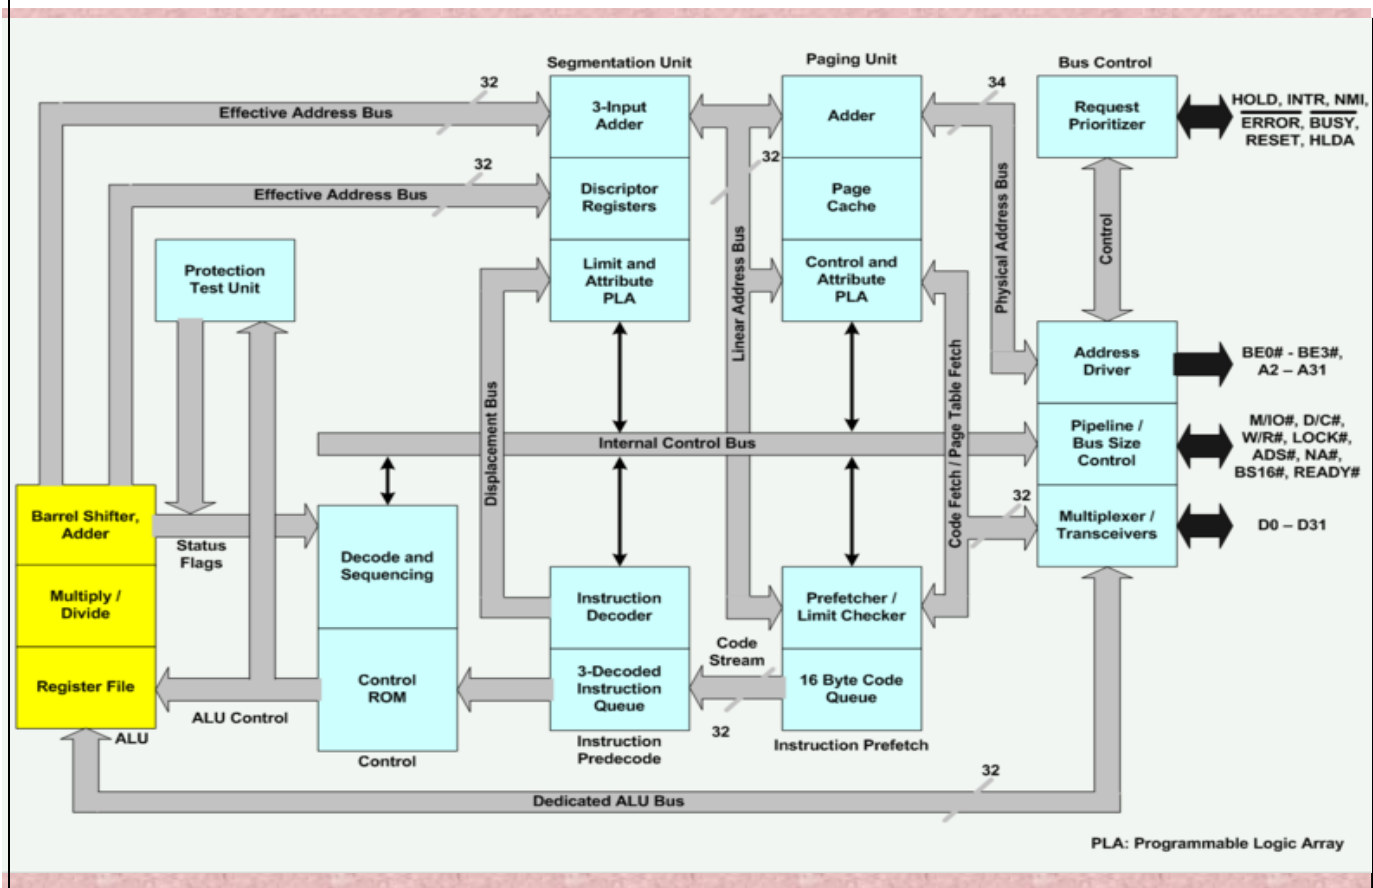 Segmentation Unit
Paging Unit
Bus Control
32
34
Effective Address Bus
3-Input
Adder
Adder
Request
Prioritizer
HOLD, INTR, NMI,
ERROR, BUSY,
RESET, HLDA
32
32
Effective Address Bus
Discriptor
Registers
Page
Cache
Linear Address Bus
Physical Address Bus
Control
Protection
Test Unit
Limit and
Attribute
PLA
Control and
Attribute
PLA
Address
Driver
BE0# - BE3#,
A2 – A31
Displacement Bus
Code Fetch / Page Table Fetch
Internal Control Bus
Pipeline /
Bus Size
Control
M/IO#, D/C#,
W/R#, LOCK#,
ADS#, NA#,
BS16#, READY#
32
Barrel Shifter,
Adder
Status
Flags
Multiplexer /
Transceivers
D0 – D31
Decode and
Sequencing
Multiply /
Divide
Instruction
Decoder
Prefetcher /
Limit Checker
Code
Stream
Register File
Control
ROM
3-Decoded
Instruction
Queue
16 Byte Code
Queue
ALU Control
32
ALU
Control
Instruction
Predecode
Instruction Prefetch
32
Dedicated ALU Bus
PLA: Programmable Logic Array